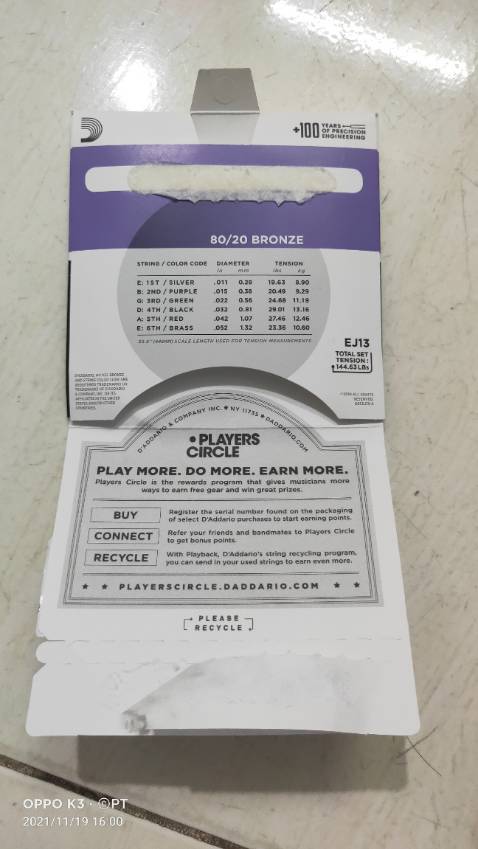 +100 YEARS OF PRECISION ENGINEERING
80/20 BRONZE
STRING / COLOR CODE DIAMETER TENSION
in mm lbs kg
E: 1ST / SILVER .011 0.28 19.63 8.90
B: 2ND / PURPLE .015 0.38 20.49 9.29
G: 3RD / GREEN .022 0.56 24.68 11.19
D: 4TH / BLACK .032 0.81 29.01 13.16
A: 5TH / RED .042 1.07 27.46 12.46
E: 6TH / BRASS .052 1.32 23.36 10.60
SCALE LENGTH USED FOR TENSION MEASUREMENTS
EJ13
TOTAL SET
TENSION:
144.63 LBS
D'ADDARIO & COMPANY INC. • NY 11735 • DADDARIO.COM
PLAYERS
CIRCLE
PLAY MORE. DO MORE. EARN MORE.
Players Circle is the rewards program that gives musicians more
ways to earn free gear and win great prizes.
BUY Register the serial number found on the packaging
of select D'Addario purchases to start earning points.
CONNECT Refer your friends and bandmates to Players Circle
to get bonus points.
RECYCLE With Playback, D'Addario's string recycling program,
you can send in your used strings to earn even more.
★ ★ PLAYERSCIRCLE.DADDARIO.COM ★ ★
PLEASE
RECYCLE
OPPO K3 · ©PT
2021/11/19 16:00